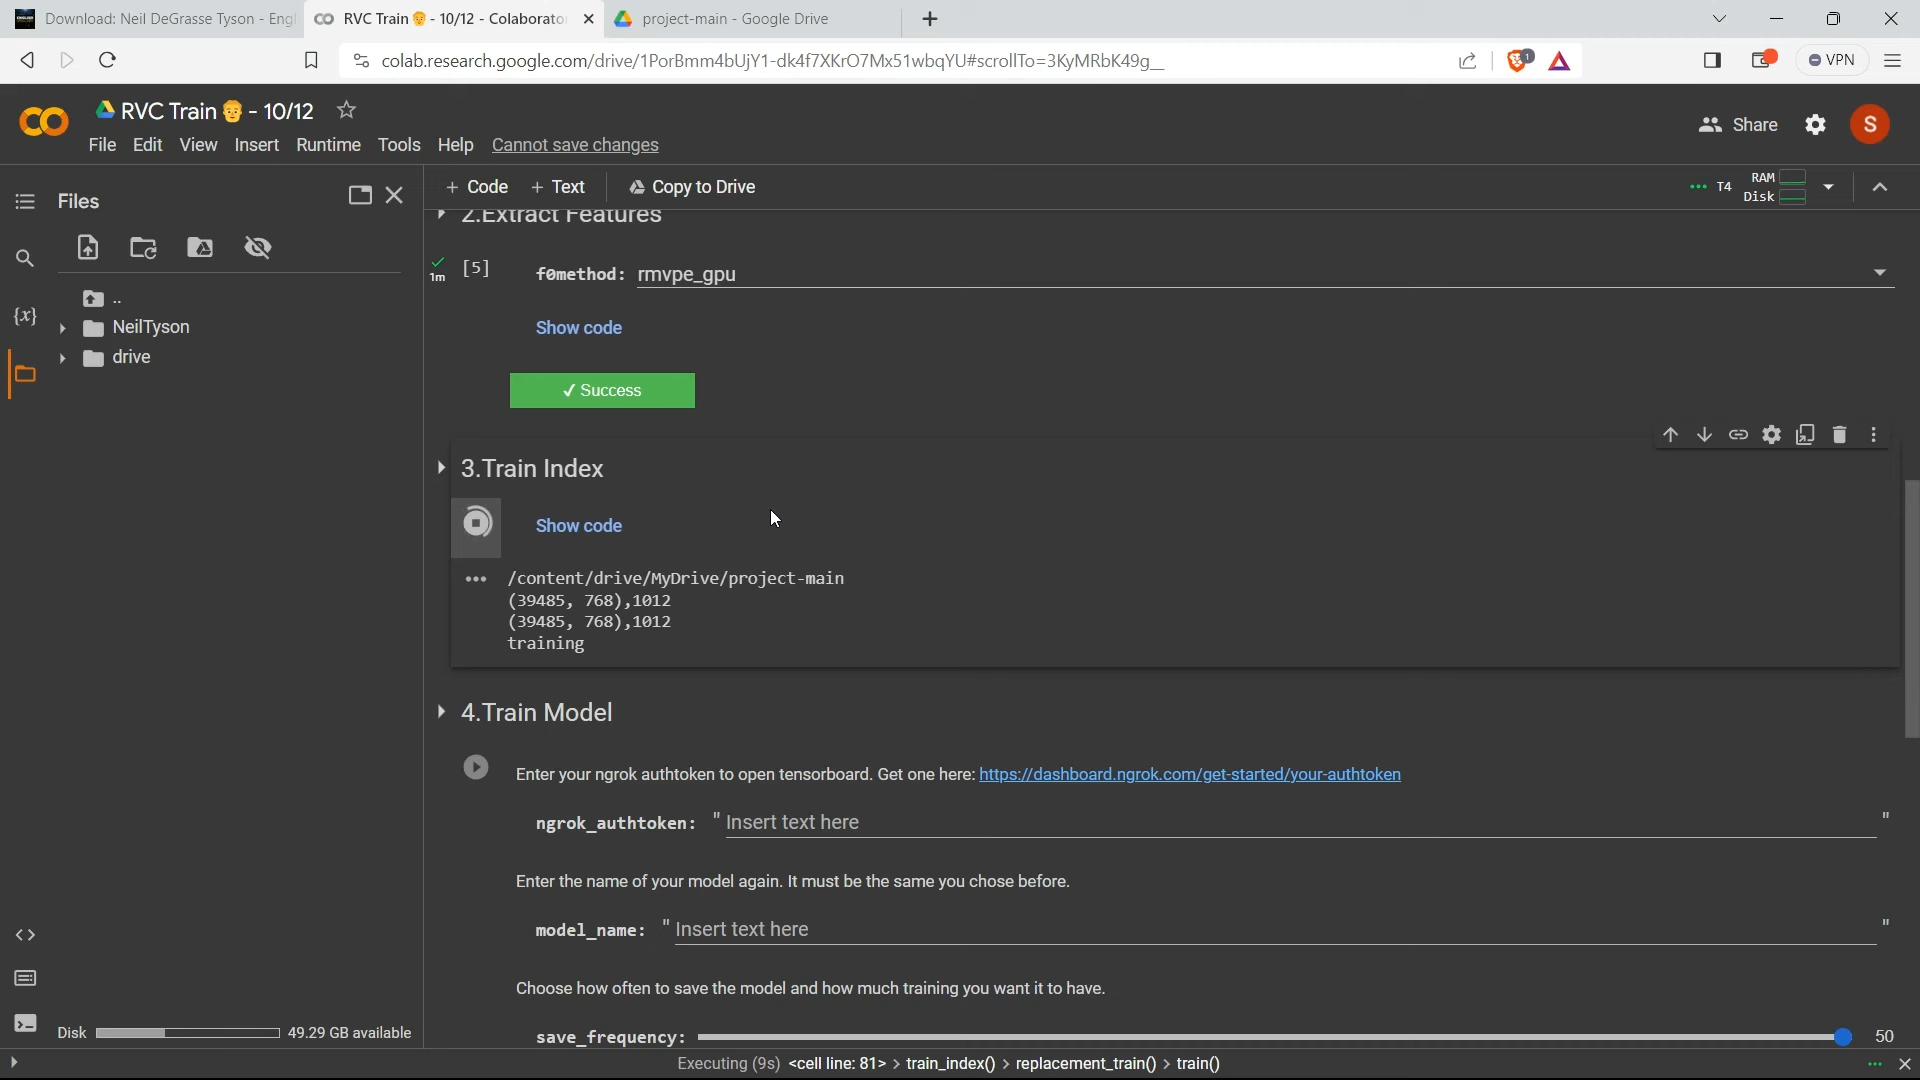 Download: Neil DeGrasse Tyson - Engl
RVC Train 👨 - 10/12 - Colaborator
project-main - Google Drive
colab.research.google.com/drive/1PorBmm4bUjY1-dk4f7XKrO7Mx51wbqYU#scrollTo=3KyMRbK49g__
1
VPN
RVC Train 👨 - 10/12
File Edit View Insert Runtime Tools Help Cannot save changes
Share
S
Files
+ Code + Text Copy to Drive
T4 RAM
Disk
..
NeilTyson
drive
2.Extract Features
1m [5] f0method: rmvpe_gpu
Show code
✓ Success
3.Train Index
Show code
/content/drive/MyDrive/project-main
(39485, 768),1012
(39485, 768),1012
training
4.Train Model
Enter your ngrok authtoken to open tensorboard. Get one here: https://dashboard.ngrok.com/get-started/your-authtoken
ngrok_authtoken: "Insert text here"
Enter the name of your model again. It must be the same you chose before.
model_name: "Insert text here"
Choose how often to save the model and how much training you want it to have.
save_frequency: 50
Disk 49.29 GB available
Executing (9s) <cell line: 81> > train_index() > replacement_train() > train()